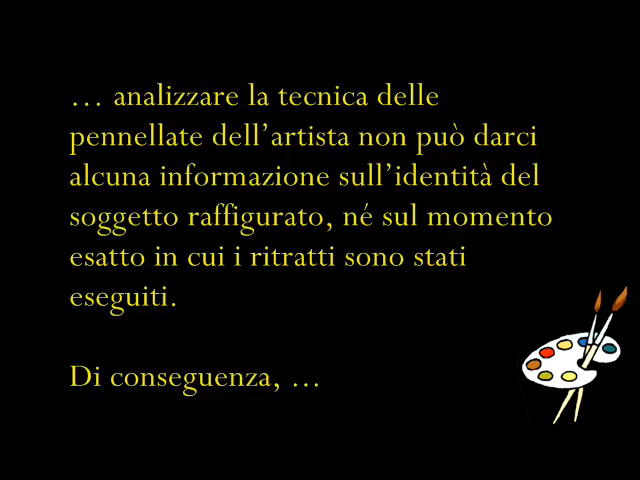 … analizzare la tecnica delle
pennellate dell’artista non può darci
alcuna informazione sull’identità del
soggetto raffigurato, né sul momento
esatto in cui i ritratti sono stati
eseguiti.
Di conseguenza, …